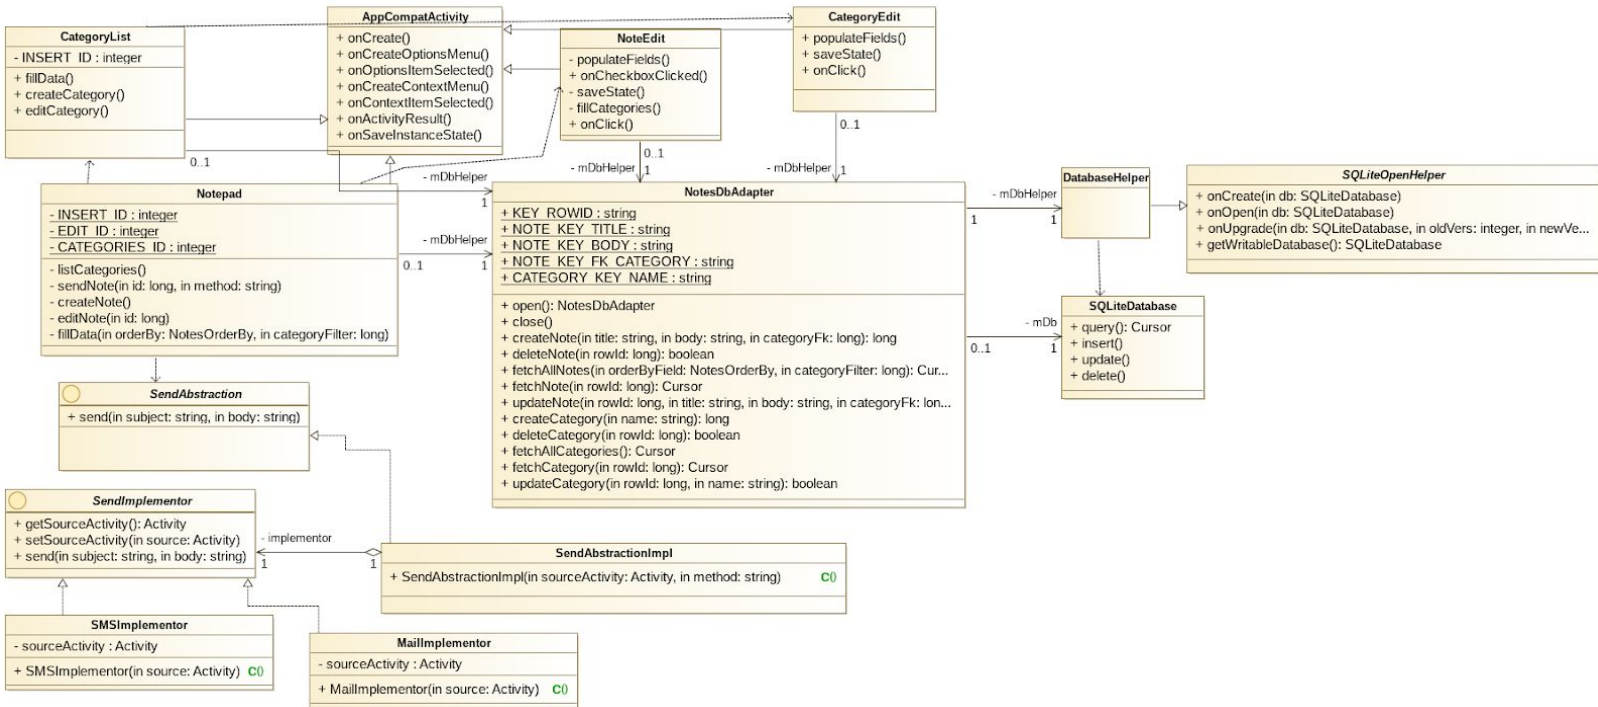 CategoryList
- INSERT_ID : integer
+ fillData()
+ createCategory()
+ editCategory()
0..1
AppCompatActivity
+ onCreate()
+ onCreateOptionsMenu()
+ onOptionsItemSelected()
+ onCreateContextMenu()
+ onContextItemSelected()
+ onActivityResult()
+ onSaveInstanceState()
NoteEdit
- populateFields()
+ onCheckboxClicked()
- saveState()
- fillCategories()
+ onClick()
0..1
- mDbHelper
1
CategoryEdit
+ populateFields()
+ saveState()
+ onClick()
0..1
- mDbHelper
1
Notepad
- INSERT_ID : integer
- EDIT_ID : integer
- CATEGORIES_ID : integer
- listCategories()
- sendNote(in id: long, in method: string)
- createNote()
- editNote(in id: long)
- fillData(in orderBy: NotesOrderBy, in categoryFilter: long)
- mDbHelper
1
- mDbHelper
0..1
1
NotesDbAdapter
+ KEY_ROWID : string
+ NOTE_KEY_TITLE : string
+ NOTE_KEY_BODY : string
+ NOTE_KEY_FK_CATEGORY : string
+ CATEGORY_KEY_NAME : string
+ open(): NotesDbAdapter
+ close()
+ createNote(in title: string, in body: string, in categoryFk: long): long
+ deleteNote(in rowId: long): boolean
+ fetchAllNotes(in orderByField: NotesOrderBy, in categoryFilter: long): Cur...
+ fetchNote(in rowId: long): Cursor
+ updateNote(in rowId: long, in title: string, in body: string, in categoryFk: lon...
+ createCategory(in name: string): long
+ deleteCategory(in rowId: long): boolean
+ fetchAllCategories(): Cursor
+ fetchCategory(in rowId: long): Cursor
+ updateCategory(in rowId: long, in name: string): boolean
- mDbHelper
1
1
DatabaseHelper
SQLiteOpenHelper
+ onCreate(in db: SQLiteDatabase)
+ onOpen(in db: SQLiteDatabase)
+ onUpgrade(in db: SQLiteDatabase, in oldVers: integer, in newVe...
+ getWritableDatabase(): SQLiteDatabase
- mDb
0..1
1
SQLiteDatabase
+ query(): Cursor
+ insert()
+ update()
+ delete()
SendAbstraction
+ send(in subject: string, in body: string)
SendImplementor
+ getSourceActivity(): Activity
+ setSourceActivity(in source: Activity)
+ send(in subject: string, in body: string)
- implementor
1
1
SendAbstractionImpl
+ SendAbstractionImpl(in sourceActivity: Activity, in method: string) C()
SMSImplementor
- sourceActivity : Activity
+ SMSImplementor(in source: Activity) C()
MailImplementor
- sourceActivity : Activity
+ MailImplementor(in source: Activity) C()